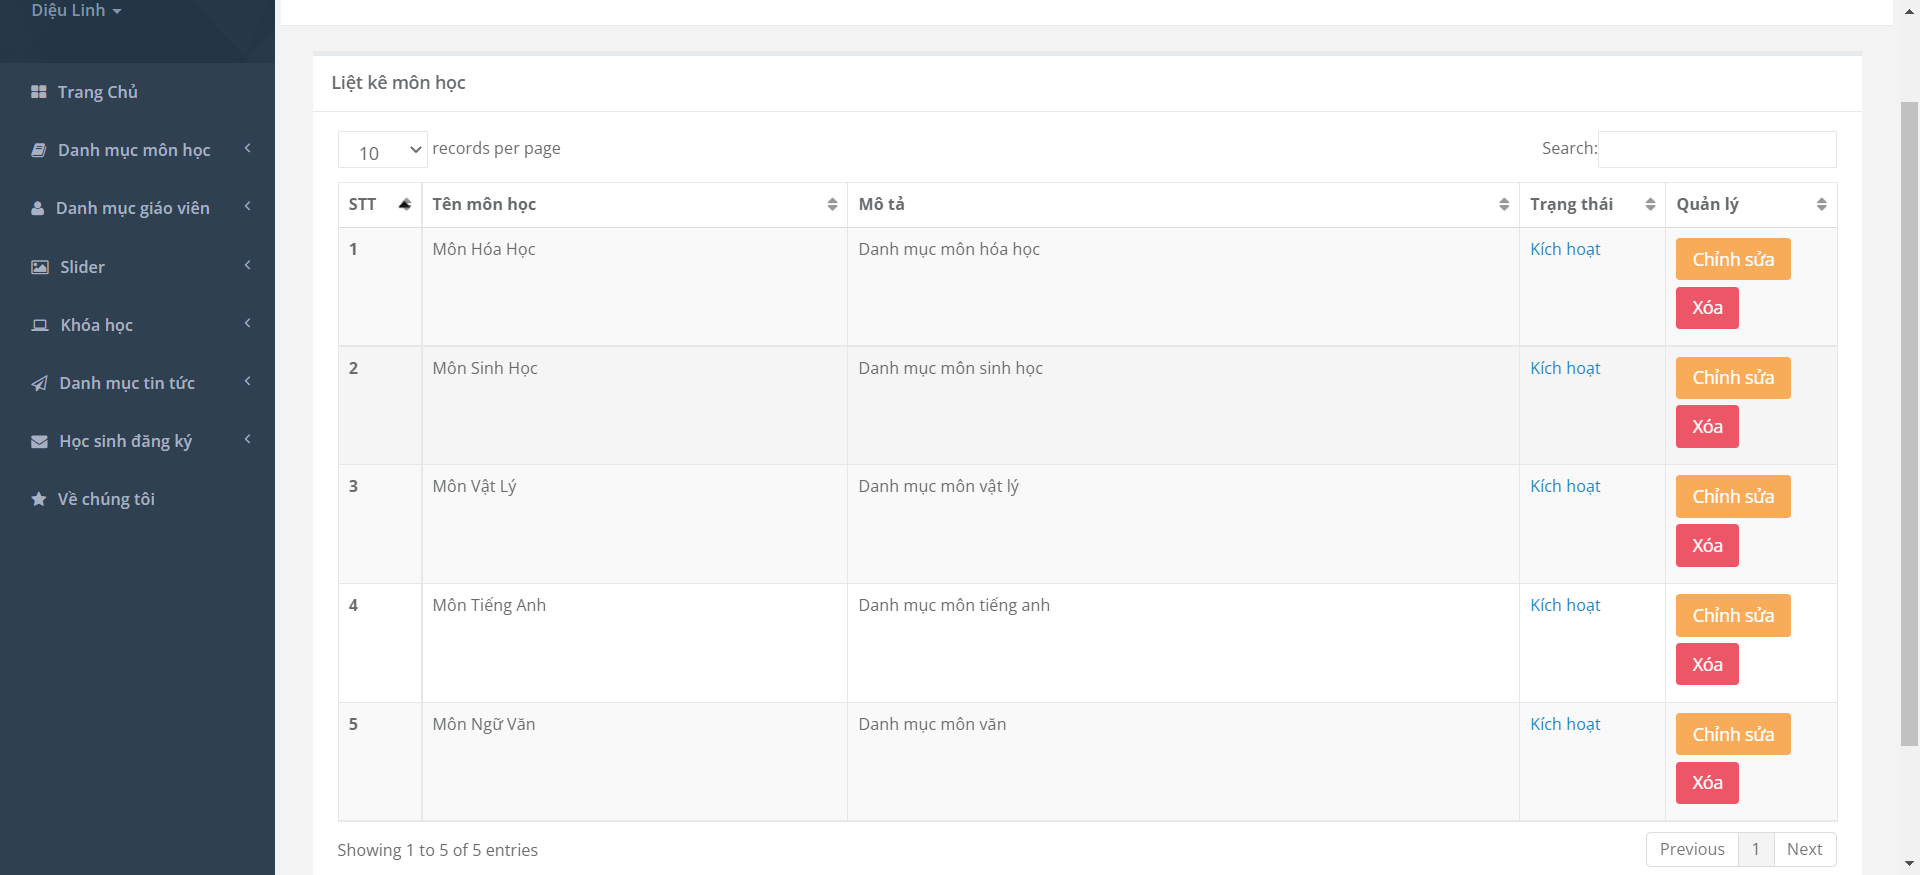 Diệu Linh
Trang Chủ
Danh mục môn học
Danh mục giáo viên
Slider
Khóa học
Danh mục tin tức
Học sinh đăng ký
Về chúng tôi
Liệt kê môn học
10 records per page
Search:
STT Tên môn học Mô tả Trạng thái Quản lý
1 Môn Hóa Học Danh mục môn hóa học Kích hoạt Chỉnh sửa
Xóa
2 Môn Sinh Học Danh mục môn sinh học Kích hoạt Chỉnh sửa
Xóa
3 Môn Vật Lý Danh mục môn vật lý Kích hoạt Chỉnh sửa
Xóa
4 Môn Tiếng Anh Danh mục môn tiếng anh Kích hoạt Chỉnh sửa
Xóa
5 Môn Ngữ Văn Danh mục môn văn Kích hoạt Chỉnh sửa
Xóa
Showing 1 to 5 of 5 entries
Previous 1 Next